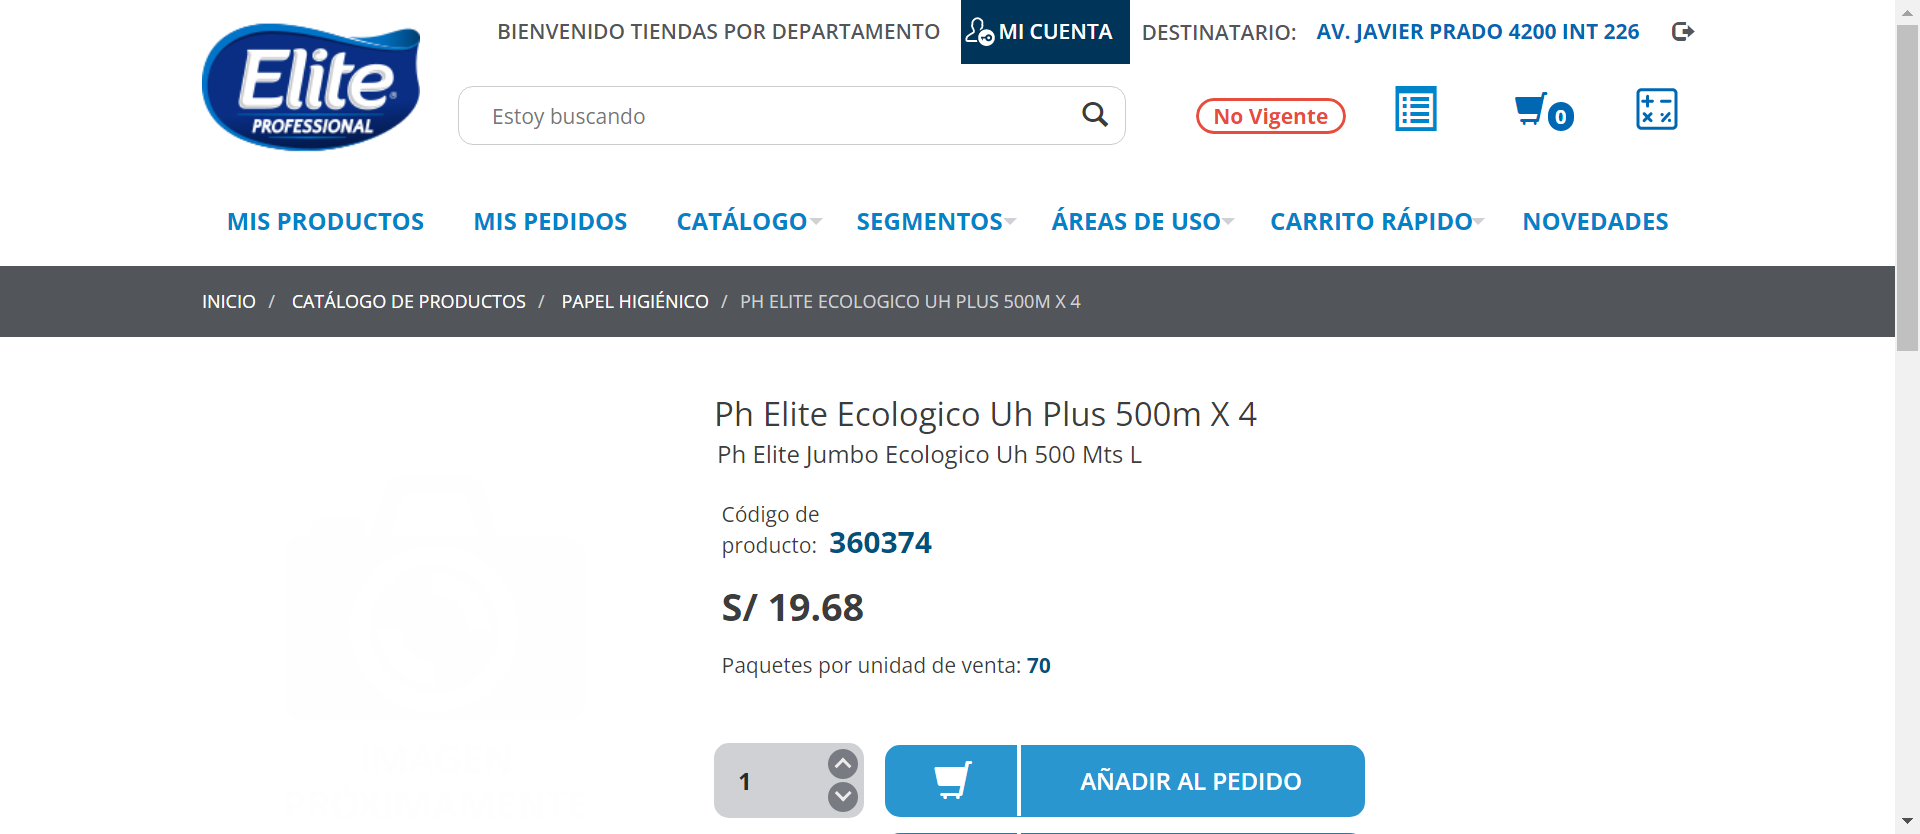 BIENVENIDO TIENDAS POR DEPARTAMENTO
MI CUENTA
DESTINATARIO: AV. JAVIER PRADO 4200 INT 226
Elite®
PROFESSIONAL
Estoy buscando
No Vigente
0
MIS PRODUCTOS
MIS PEDIDOS
CATÁLOGO
SEGMENTOS
ÁREAS DE USO
CARRITO RÁPIDO
NOVEDADES
INICIO / CATÁLOGO DE PRODUCTOS / PAPEL HIGIÉNICO / PH ELITE ECOLOGICO UH PLUS 500M X 4
Ph Elite Ecologico Uh Plus 500m X 4
Ph Elite Jumbo Ecologico Uh 500 Mts L
Código de
producto: 360374
S/ 19.68
Paquetes por unidad de venta: 70
1
AÑADIR AL PEDIDO